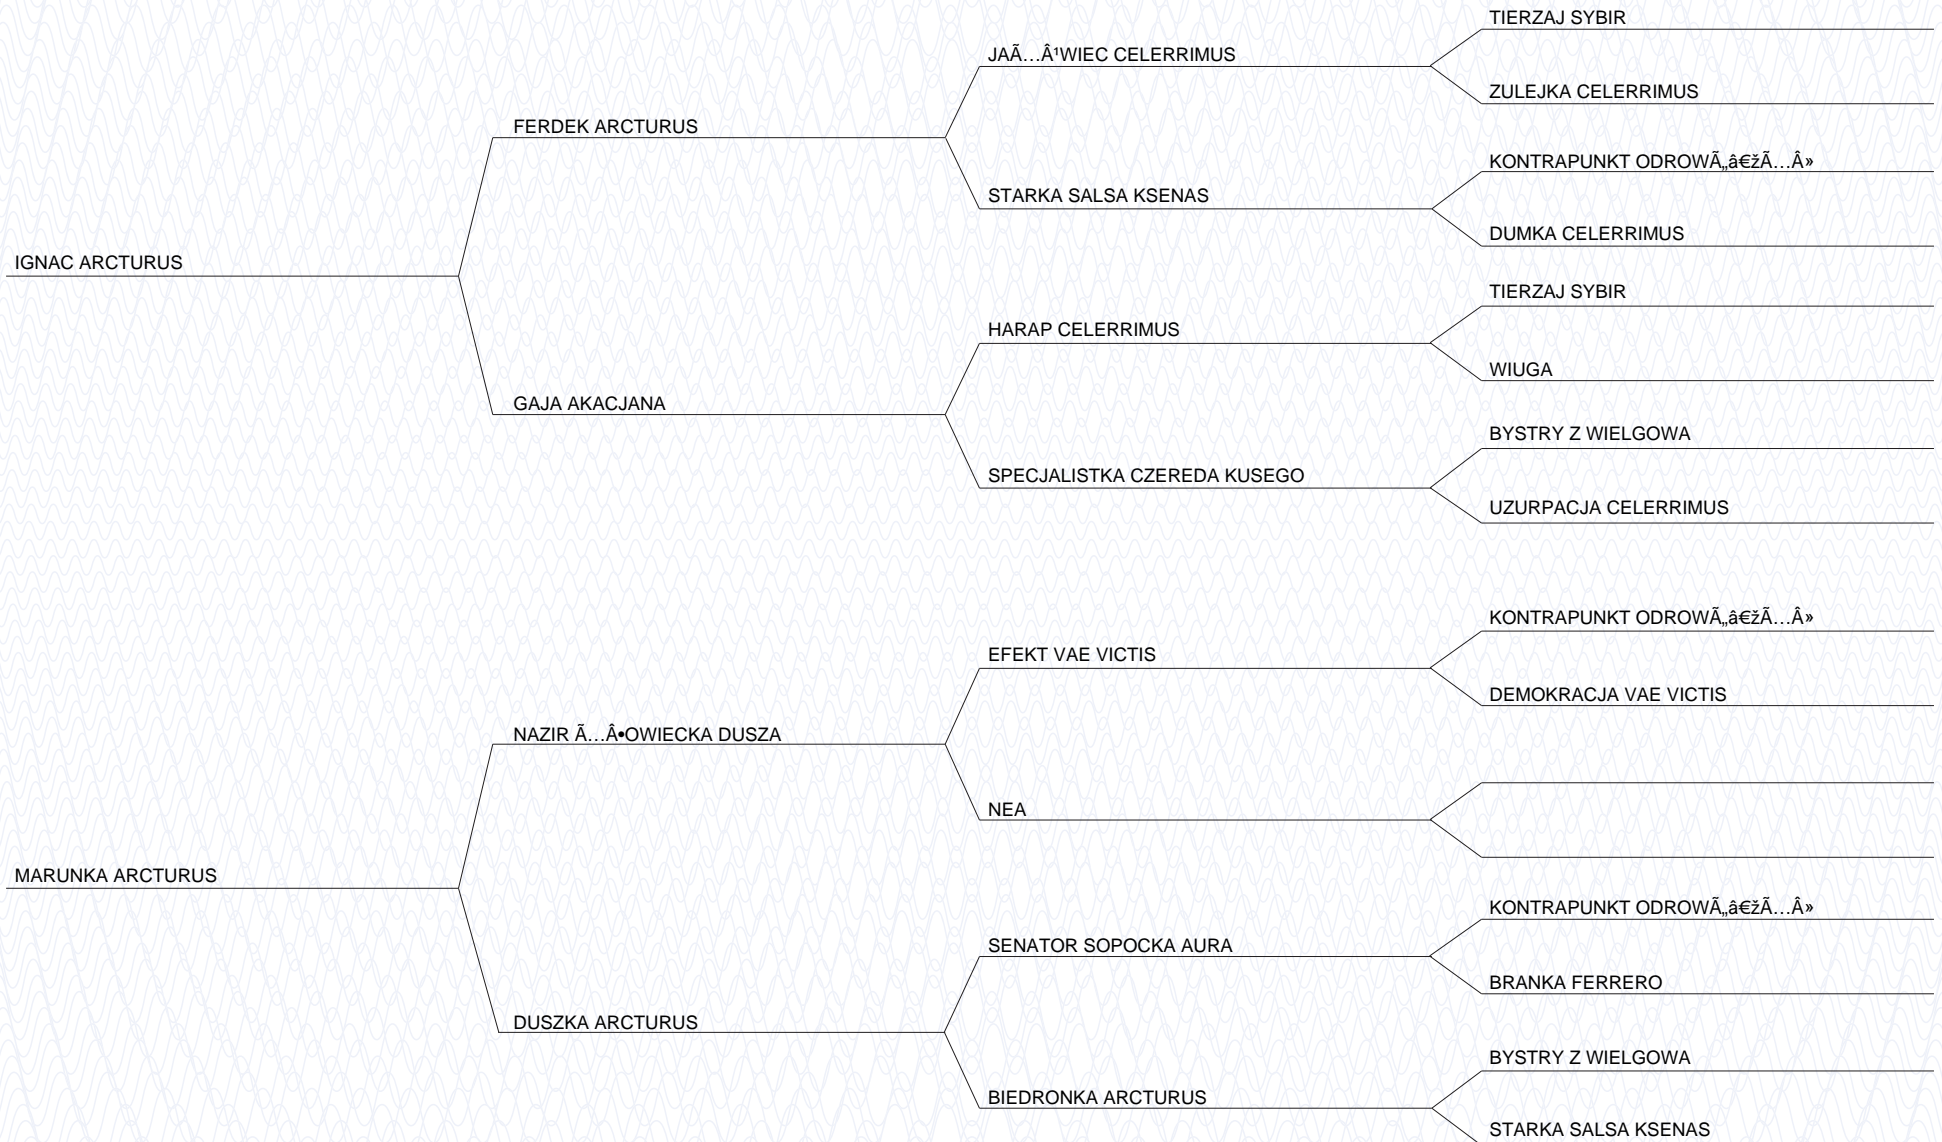 TIERZAJ SYBIR
JAÃ…Â¹WIEC CELERRIMUS
ZULEJKA CELERRIMUS
FERDEK ARCTURUS
KONTRAPUNKT ODROWÃ„â€žÃ…Â»
STARKA SALSA KSENAS
DUMKA CELERRIMUS
IGNAC ARCTURUS
TIERZAJ SYBIR
HARAP CELERRIMUS
WIUGA
GAJA AKACJANA
BYSTRY Z WIELGOWA
SPECJALISTKA CZEREDA KUSEGO
UZURPACJA CELERRIMUS
KONTRAPUNKT ODROWÃ„â€žÃ…Â»
EFEKT VAE VICTIS
DEMOKRACJA VAE VICTIS
NAZIR Ã…Â•OWIECKA DUSZA
NEA
MARUNKA ARCTURUS
KONTRAPUNKT ODROWÃ„â€žÃ…Â»
SENATOR SOPOCKA AURA
BRANKA FERRERO
DUSZKA ARCTURUS
BYSTRY Z WIELGOWA
BIEDRONKA ARCTURUS
STARKA SALSA KSENAS